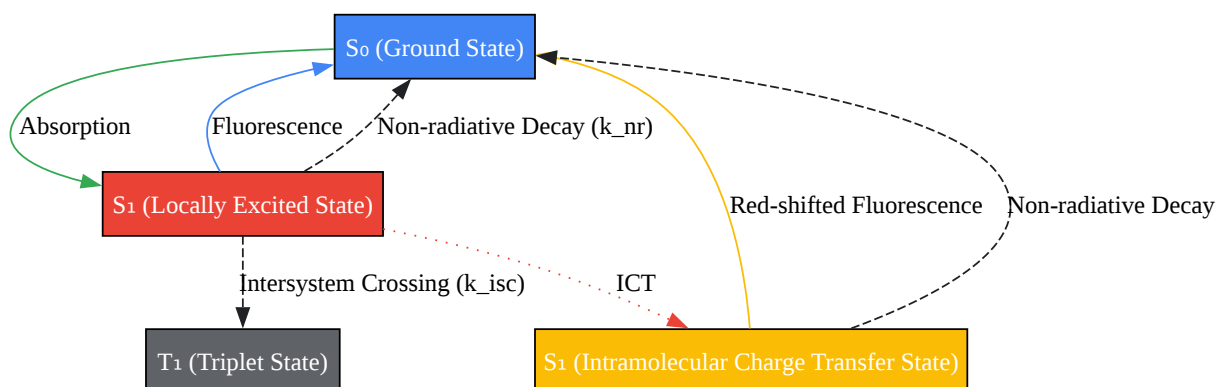 S₀ (Ground State)
Absorption
Fluorescence
Non-radiative Decay (k_nr)
S₁ (Locally Excited State)
Red-shifted Fluorescence
Non-radiative Decay
Intersystem Crossing (k_isc)
ICT
T₁ (Triplet State)
S₁ (Intramolecular Charge Transfer State)